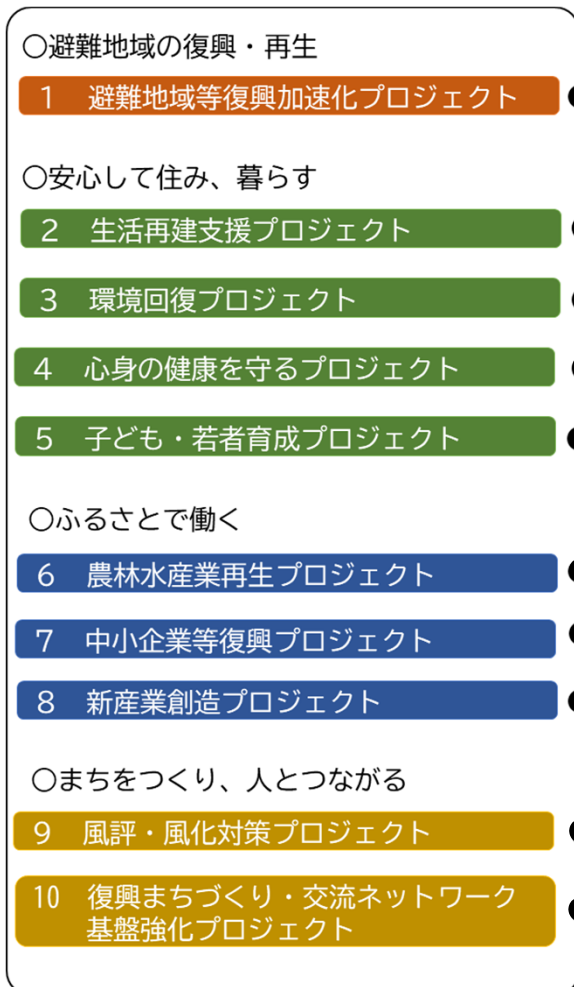 〇避難地域の復興・再生
1 避難地域等復興加速化プロジェクト
〇安心して住み、暮らす
2 生活再建支援プロジェクト
3 環境回復プロジェクト
4 心身の健康を守るプロジェクト
5 子ども・若者育成プロジェクト
〇ふるさとで働く
6 農林水産業再生プロジェクト
7 中小企業等復興プロジェクト
8 新産業創造プロジェクト
〇まちをつくり、人とつながる
9 風評・風化対策プロジェクト
10 復興まちづくり・交流ネットワーク
基盤強化プロジェクト